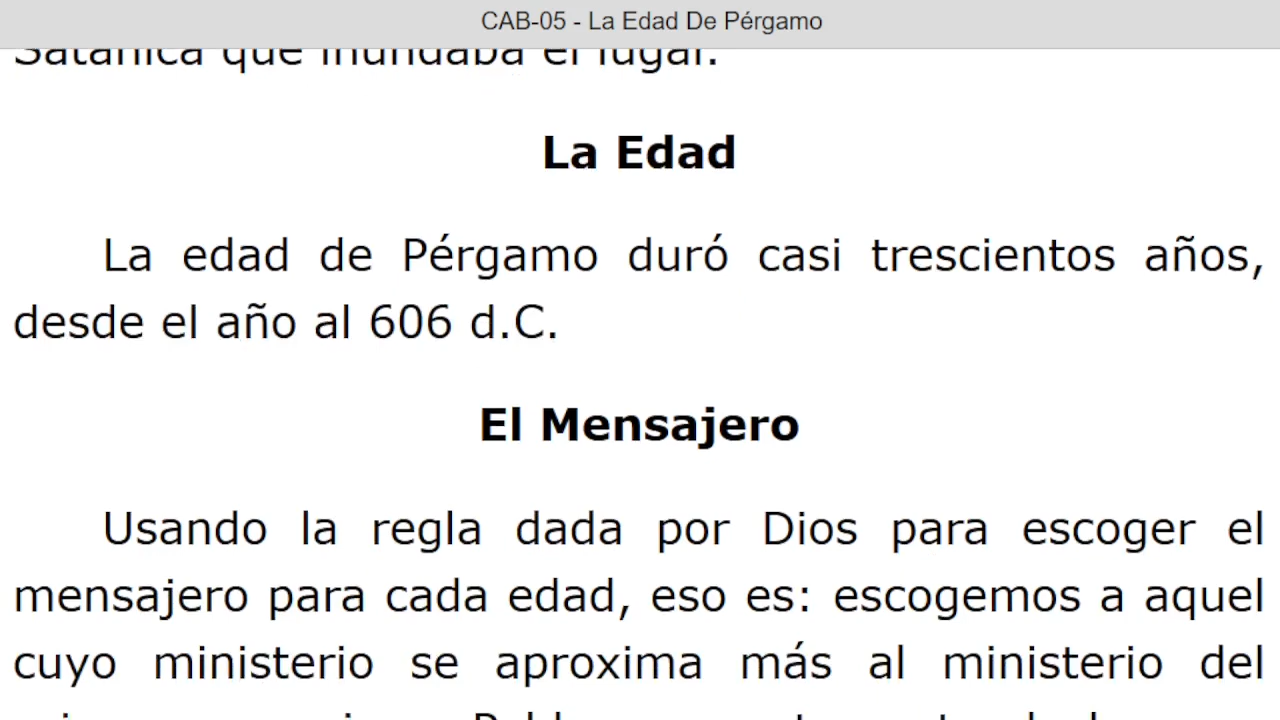 CAB-05 - La Edad De Pérgamo
Satánica que inundaba el lugar.
La Edad
La edad de Pérgamo duró casi trescientos años,
desde el año al 606 d.C.
El Mensajero
Usando la regla dada por Dios para escoger el
mensajero para cada edad, eso es: escogemos a aquel
cuyo ministerio se aproxima más al ministerio del